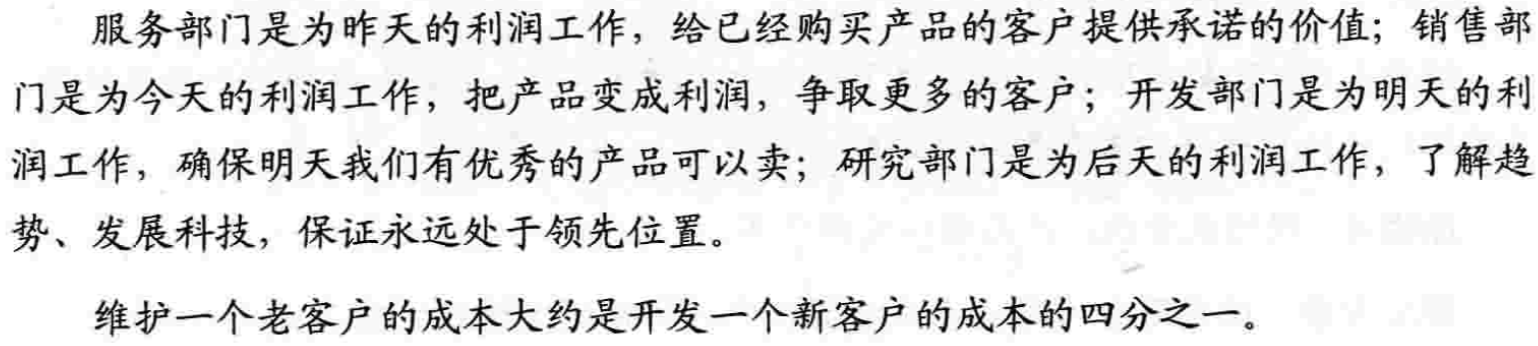 服务部门是为昨天的利润工作，给已经购买产品的客户提供承诺的价值；销售部
门是为今天的利润工作，把产品变成利润，争取更多的客户；开发部门是为明天的利
润工作，确保明天我们有优秀的产品可以卖；研究部门是为后天的利润工作，了解趋
势、发展科技，保证永远处于领先位置。
维护一个老客户的成本大约是开发一个新客户的成本的四分之一。